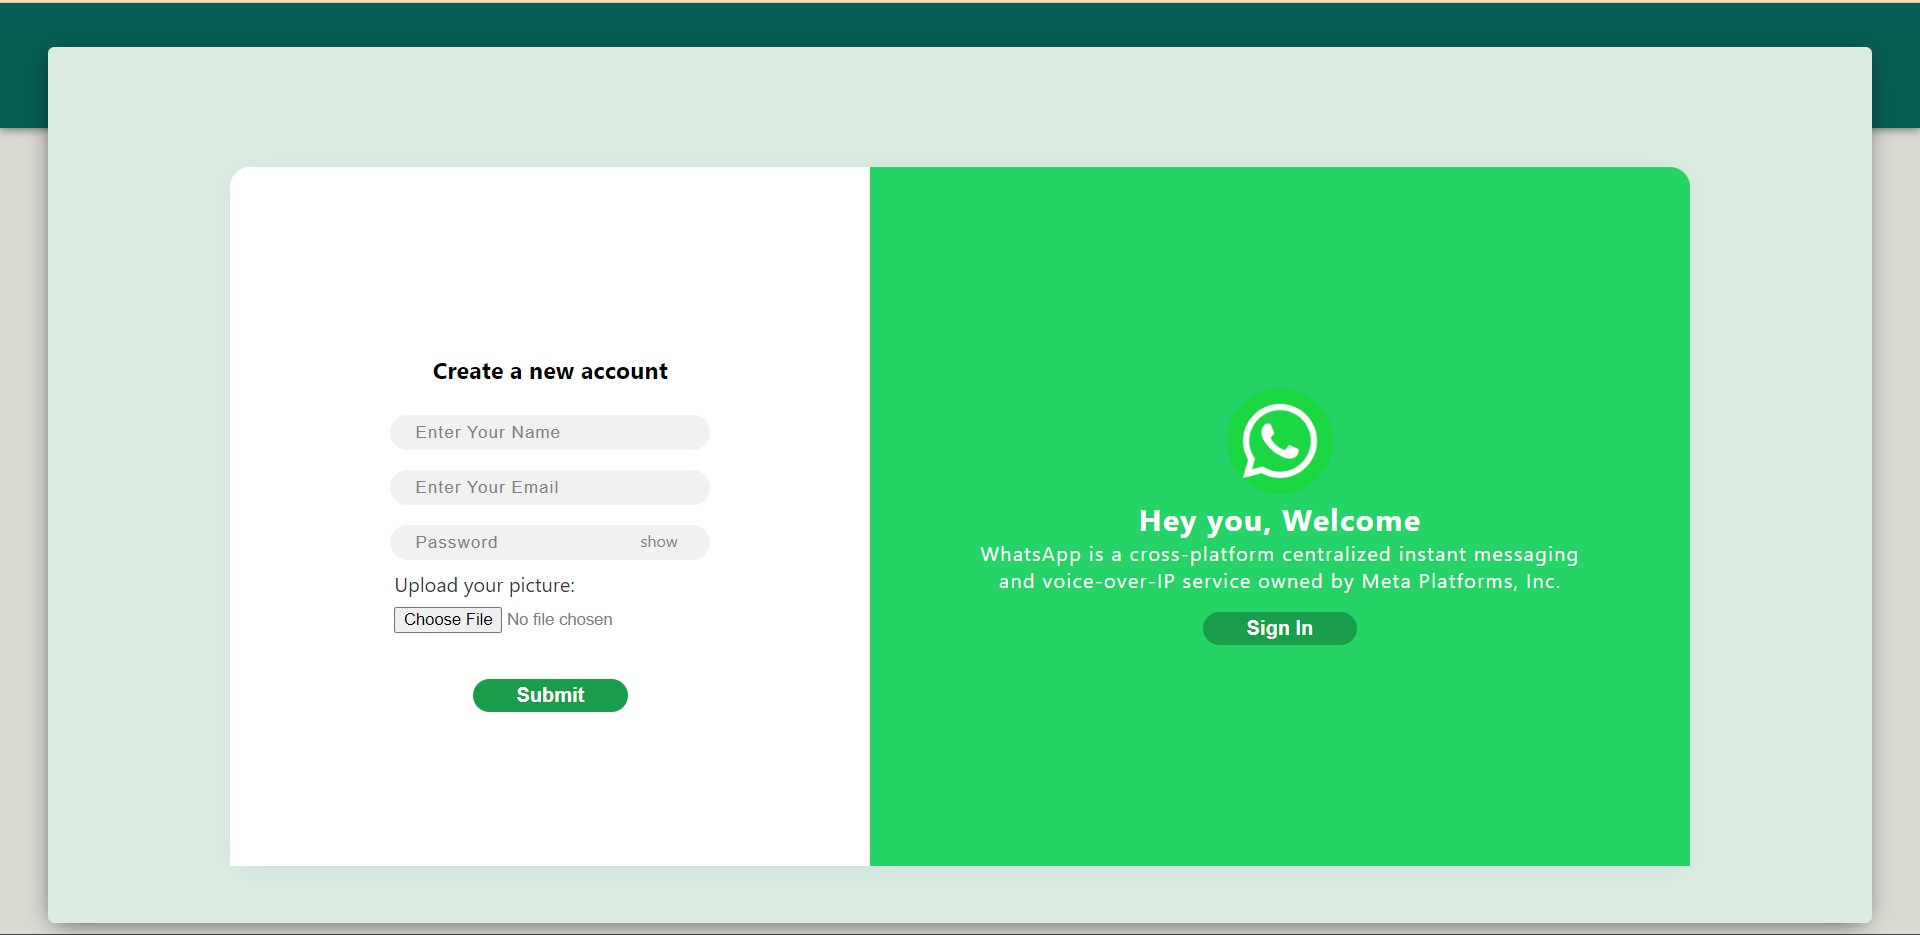 Create a new account
Enter Your Name
Enter Your Email
Password show
Upload your picture:
Choose File No file chosen
Submit
Hey you, Welcome
WhatsApp is a cross-platform centralized instant messaging
and voice-over-IP service owned by Meta Platforms, Inc.
Sign In